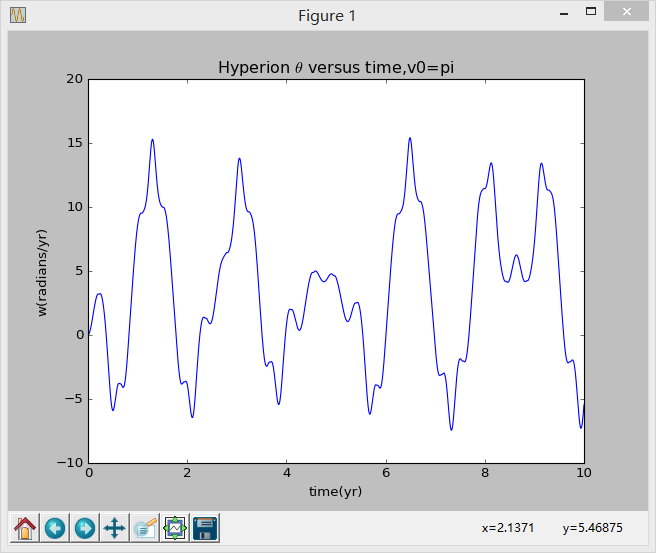 Figure 1
Hyperion θ versus time,v0=pi
20
15
10
5
0
−5
−10
w(radians/yr)
0 2 4 6 8 10
time(yr)
x=2.1371 y=5.46875